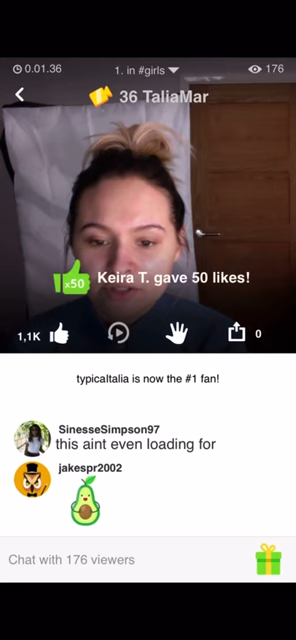 0.01.36
1. in #girls
176
36 TaliaMar
x50
Keira T. gave 50 likes!
1,1K
0
typicaltalia is now the #1 fan!
SinesseSimpson97
this aint even loading for
jakespr2002
Chat with 176 viewers